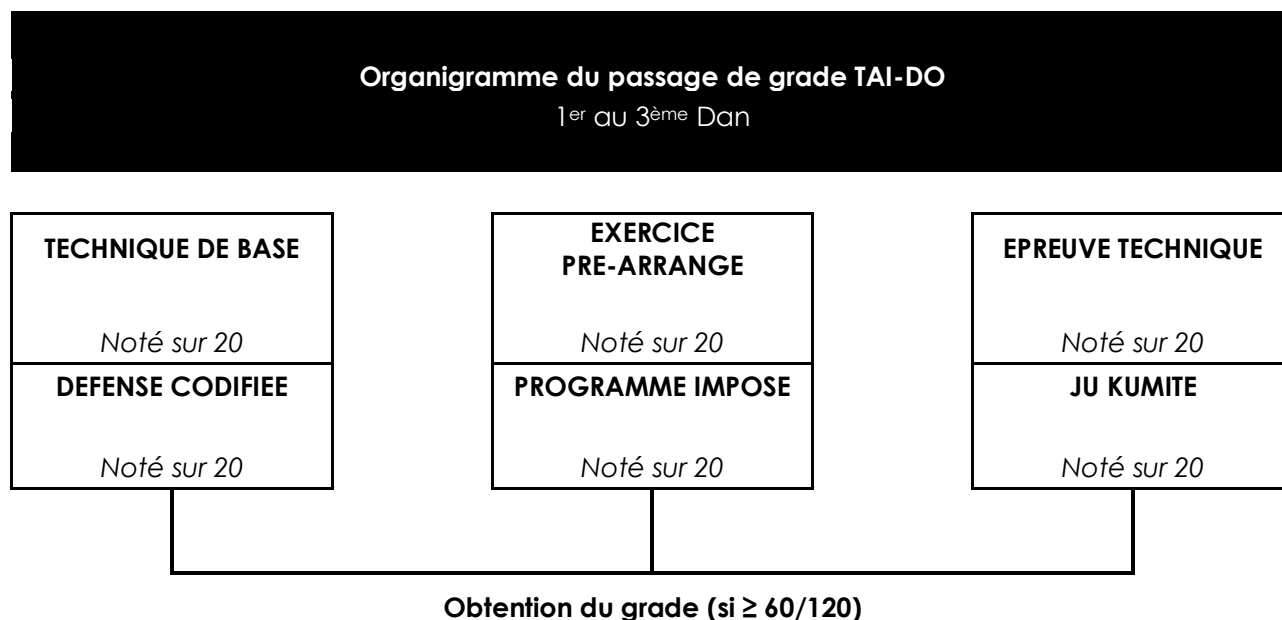 Organigramme du passage de grade TAI-DO
1er au 3ème Dan
TECHNIQUE DE BASE
Noté sur 20
DEFENSE CODIFIEE
Noté sur 20
EXERCICE
PRE-ARRANGE
Noté sur 20
PROGRAMME IMPOSE
Noté sur 20
EPREUVE TECHNIQUE
Noté sur 20
JU KUMITE
Noté sur 20
Obtention du grade (si ≥ 60/120)